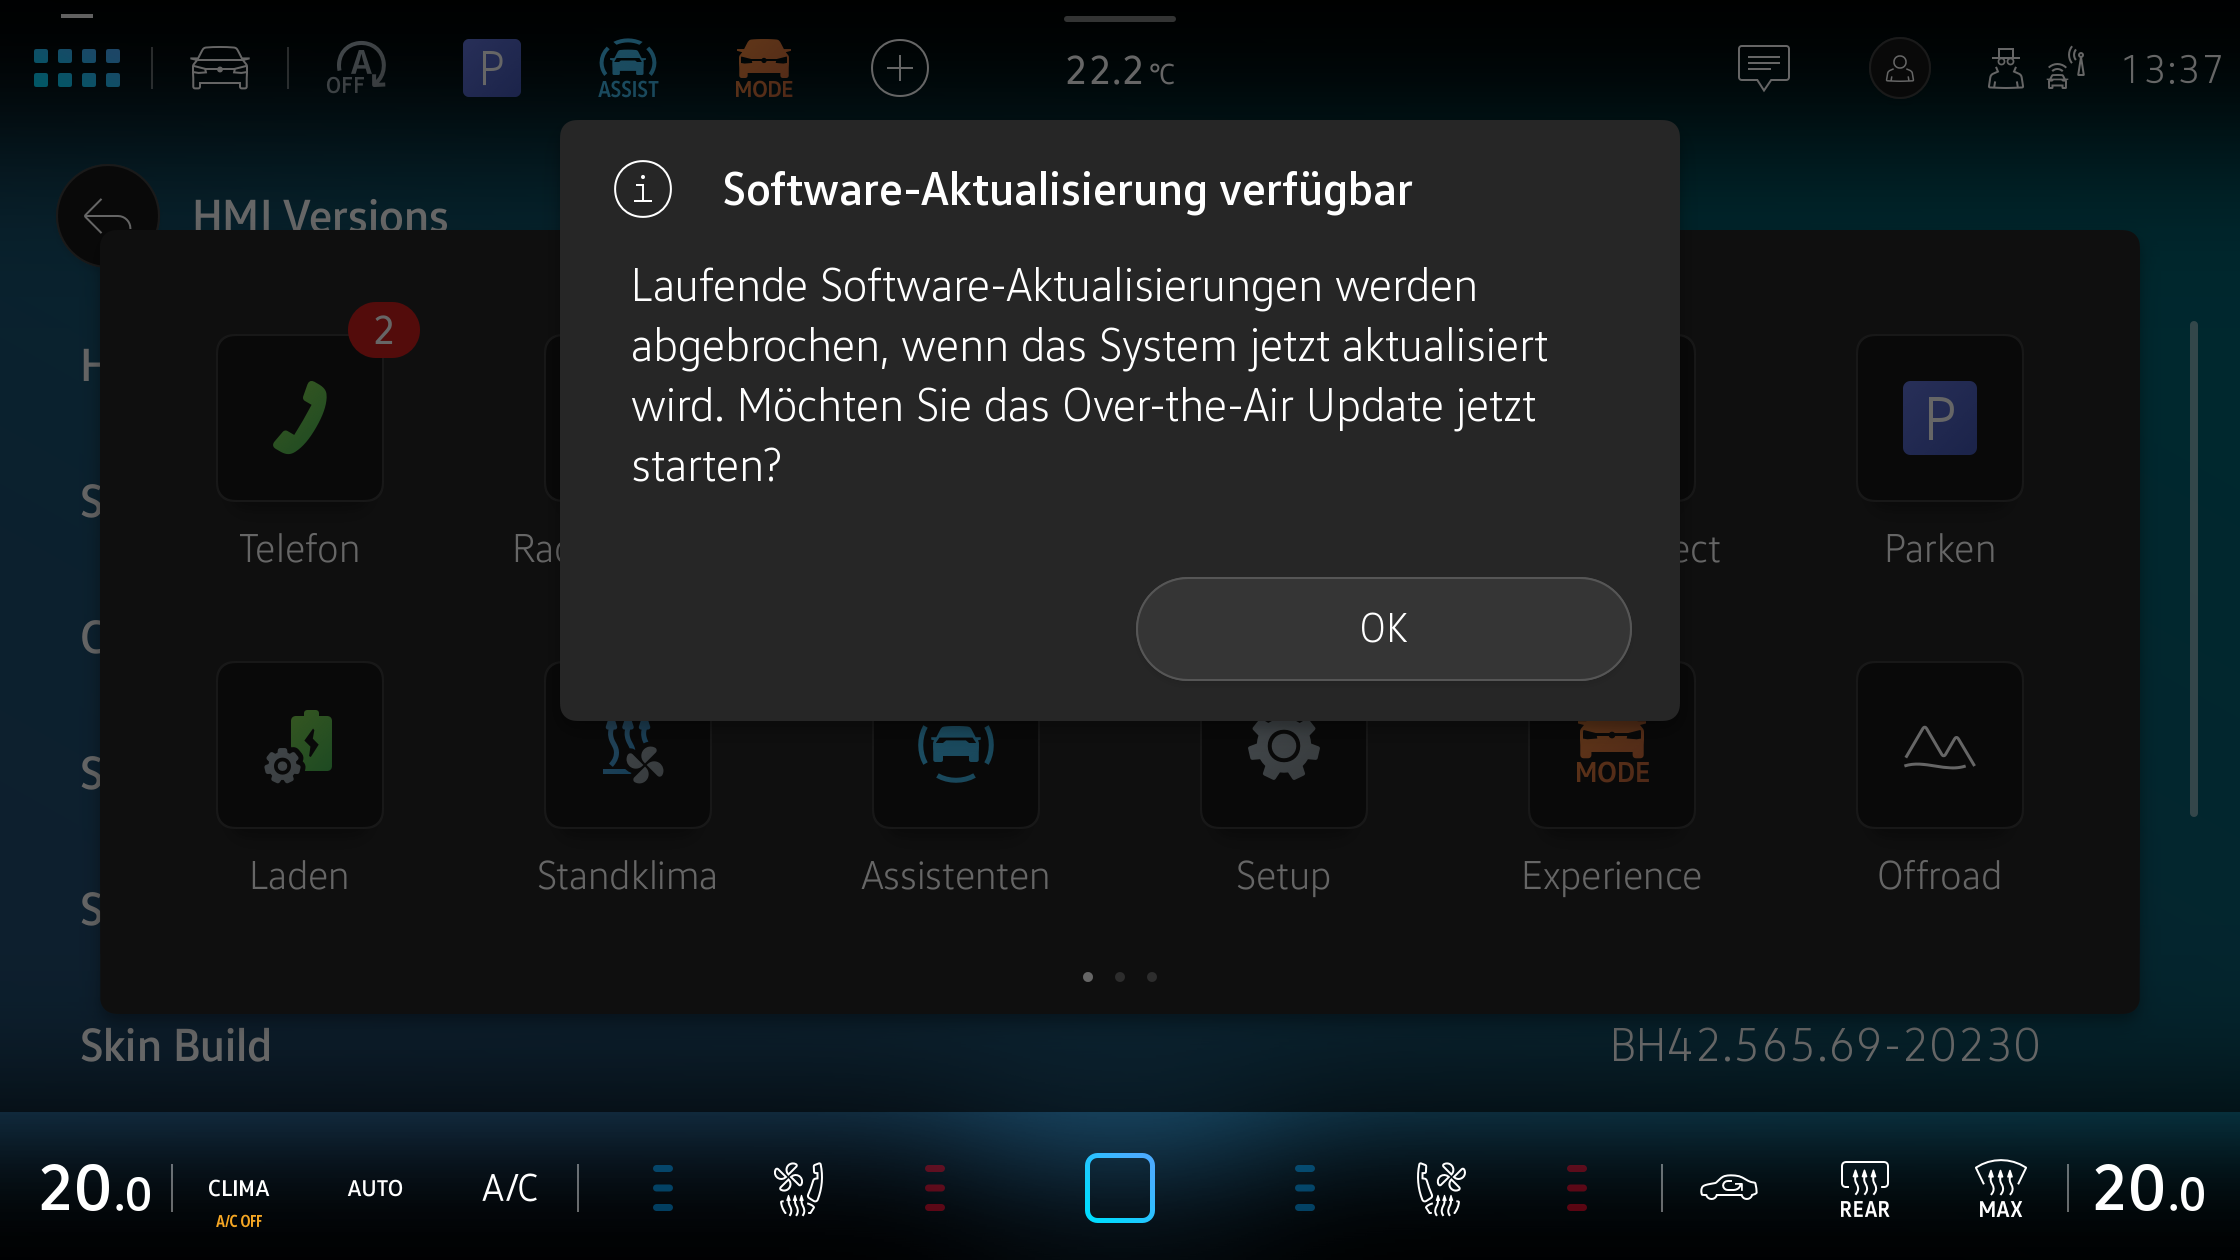 A
OFF
P
ASSIST
MODE
22.2 °C
13:37
HMI Versions
Software-Aktualisierung verfügbar
Laufende Software-Aktualisierungen werden
abgebrochen, wenn das System jetzt aktualisiert
wird. Möchten Sie das Over-the-Air Update jetzt
starten?
OK
2
P
Telefon
Parken
MODE
Laden
Standklima
Assistenten
Setup
Experience
Offroad
Skin Build
BH42.565.69-20230
20.0
CLIMA
A/C OFF
AUTO
A/C
REAR
MAX
20.0